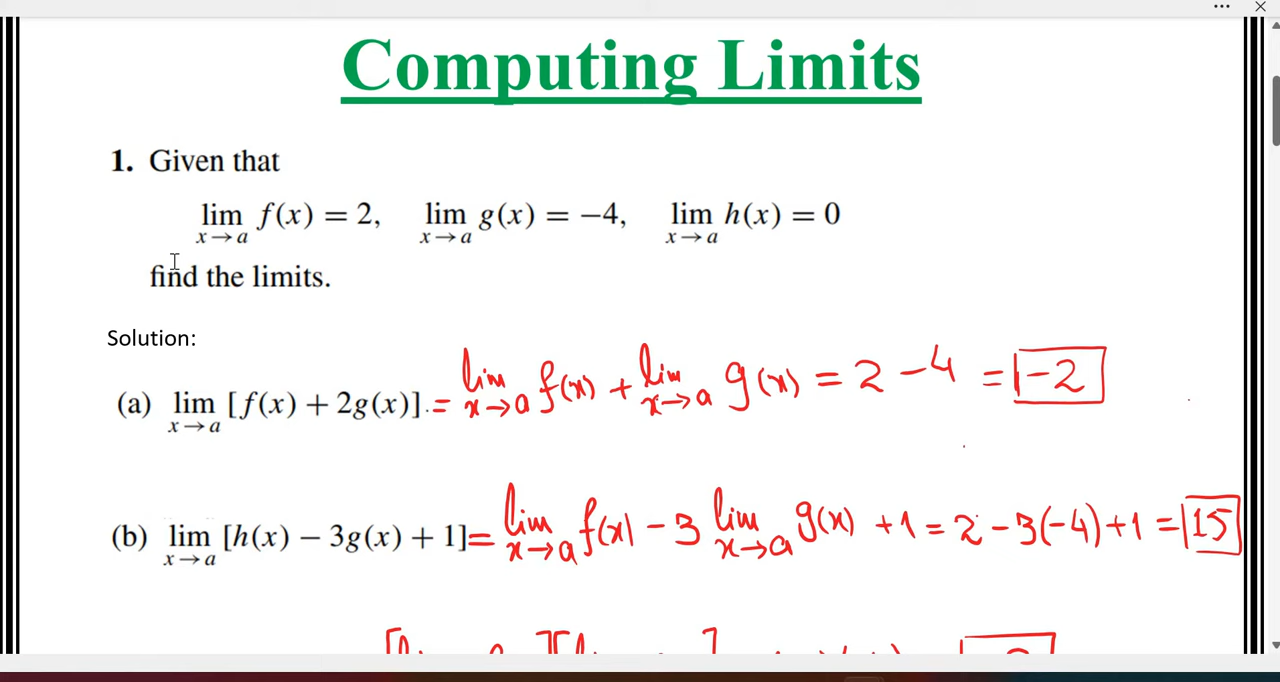 Computing Limits
1. Given that
lim x→a f(x) = 2, lim x→a g(x) = −4, lim x→a h(x) = 0
find the limits.
Solution:
(a) lim x→a [f(x) + 2g(x)]. = lim x→a f(x) + lim x→a g(x) = 2 − 4 = −2
(b) lim x→a [h(x) − 3g(x) + 1] = lim x→a f(x) − 3 lim x→a g(x) + 1 = 2 − 3(−4) + 1 = 15